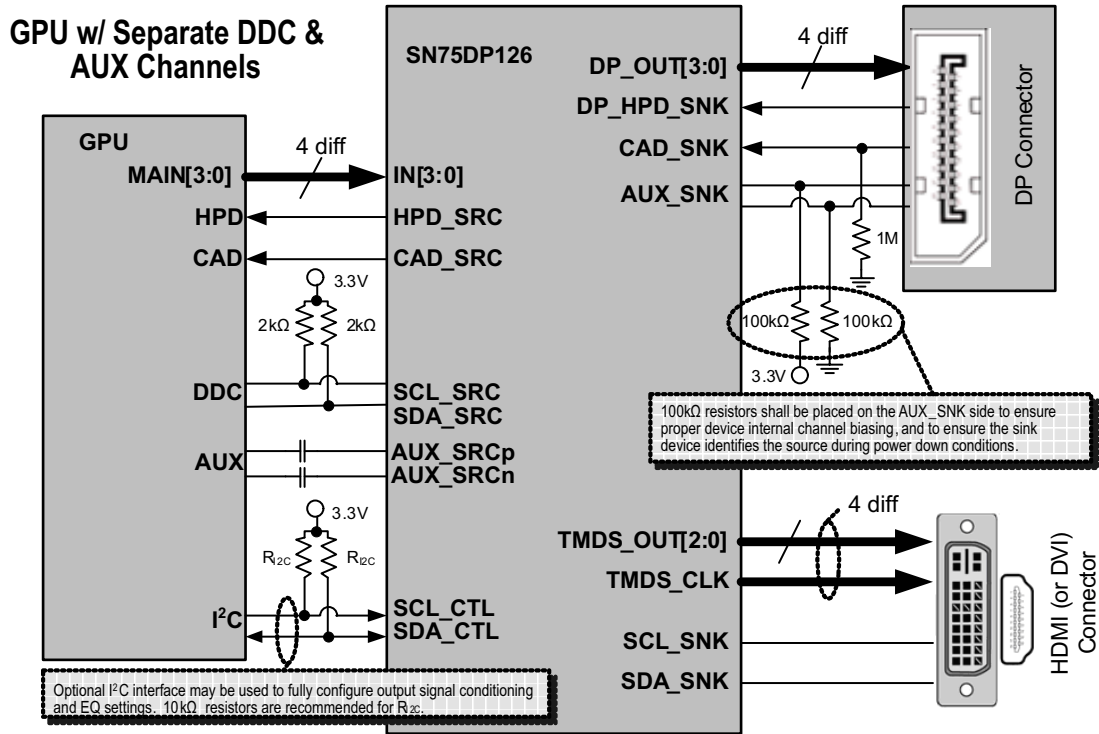 GPU w/ Separate DDC &
AUX Channels
SN75DP126
GPU
MAIN[3:0]
4 diff
IN[3:0]
HPD
HPD_SRC
CAD
CAD_SRC
3.3V
2kΩ
2kΩ
DDC
SCL_SRC
SDA_SRC
AUX
AUX_SRCp
AUX_SRCn
3.3V
RI2C
RI2C
I²C
SCL_CTL
SDA_CTL
Optional I²C interface may be used to fully configure output signal conditioning
and EQ settings. 10kΩ resistors are recommended for RI2C.
DP_OUT[3:0]
4 diff
DP_HPD_SNK
CAD_SNK
AUX_SNK
1M
100kΩ
100kΩ
3.3V
DP Connector
100kΩ resistors shall be placed on the AUX_SNK side to ensure
proper device internal channel biasing, and to ensure the sink
device identifies the source during power down conditions.
4 diff
TMDS_OUT[2:0]
TMDS_CLK
SCL_SNK
SDA_SNK
HDMI (or DVI)
Connector